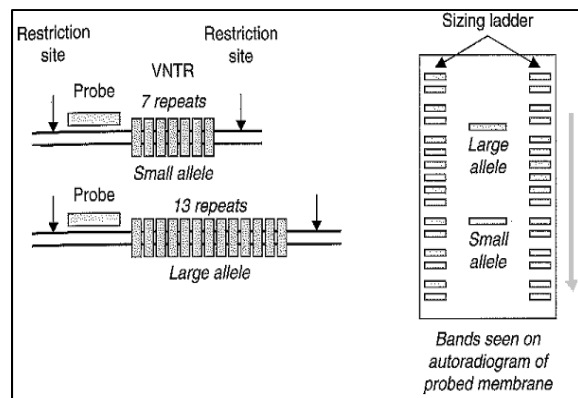 Restriction
site
Restriction
site
VNTR
Probe
7 repeats
Small allele
Probe
13 repeats
Large allele
Sizing ladder
Large
allele
Small
allele
Bands seen on
autoradiogram of
probed membrane